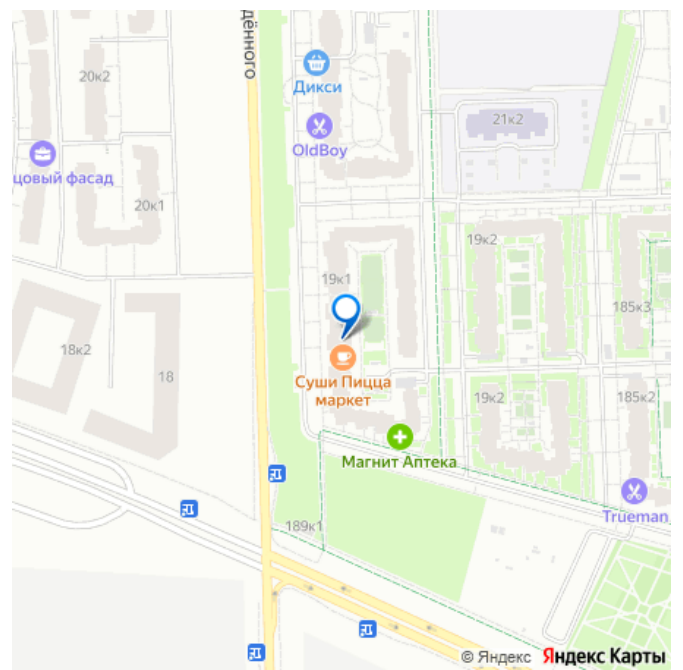 дённого
20к2
Дикси
21к2
OldBoy
цовый фасад
20к1
19к2
19к1
185к3
18к2
18
Суши Пицца
маркет
19к2
185к2
Магнит Аптека
Trueman
189к1
© Яндекс Яндекс Карты